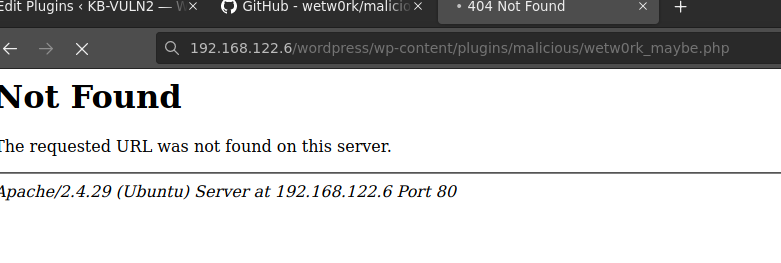 Edit Plugins ‹ KB-VULN2 — W
GitHub - wetw0rk/malicio
• 404 Not Found
192.168.122.6/wordpress/wp-content/plugins/malicious/wetw0rk_maybe.php
Not Found
The requested URL was not found on this server.
Apache/2.4.29 (Ubuntu) Server at 192.168.122.6 Port 80